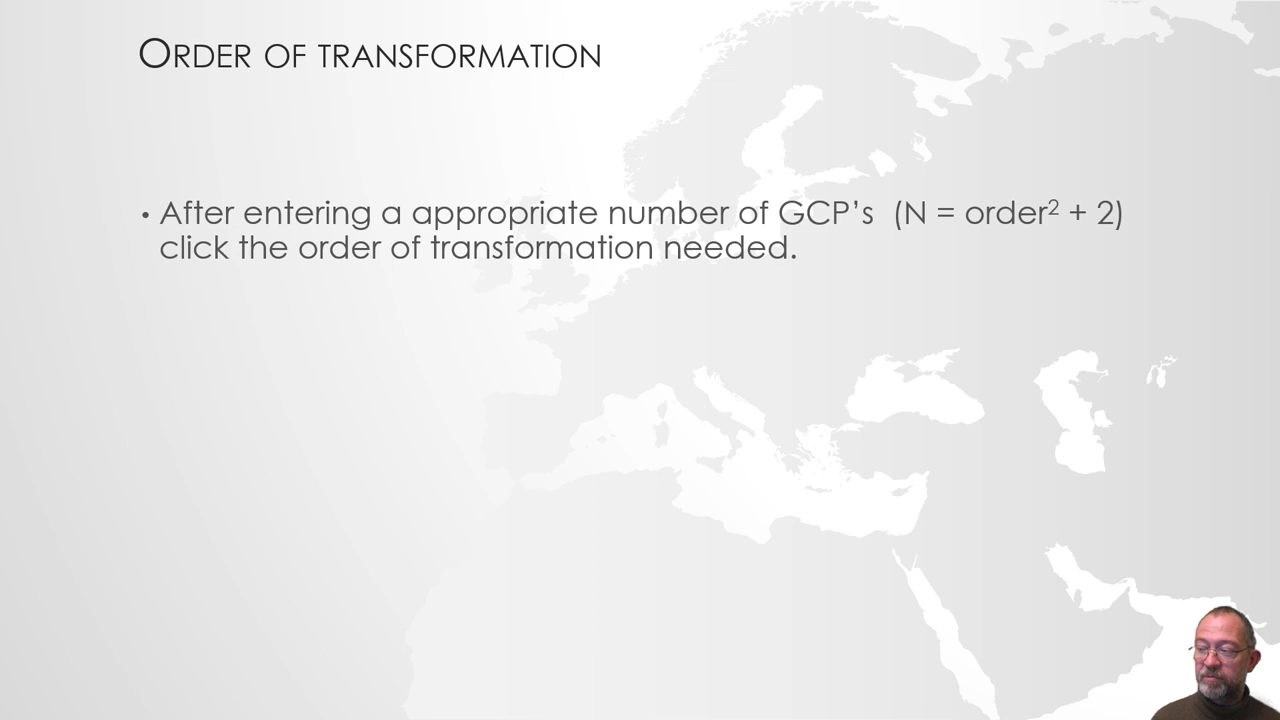 Order of transformation
• After entering a appropriate number of GCP’s (N = order² + 2)
click the order of transformation needed.